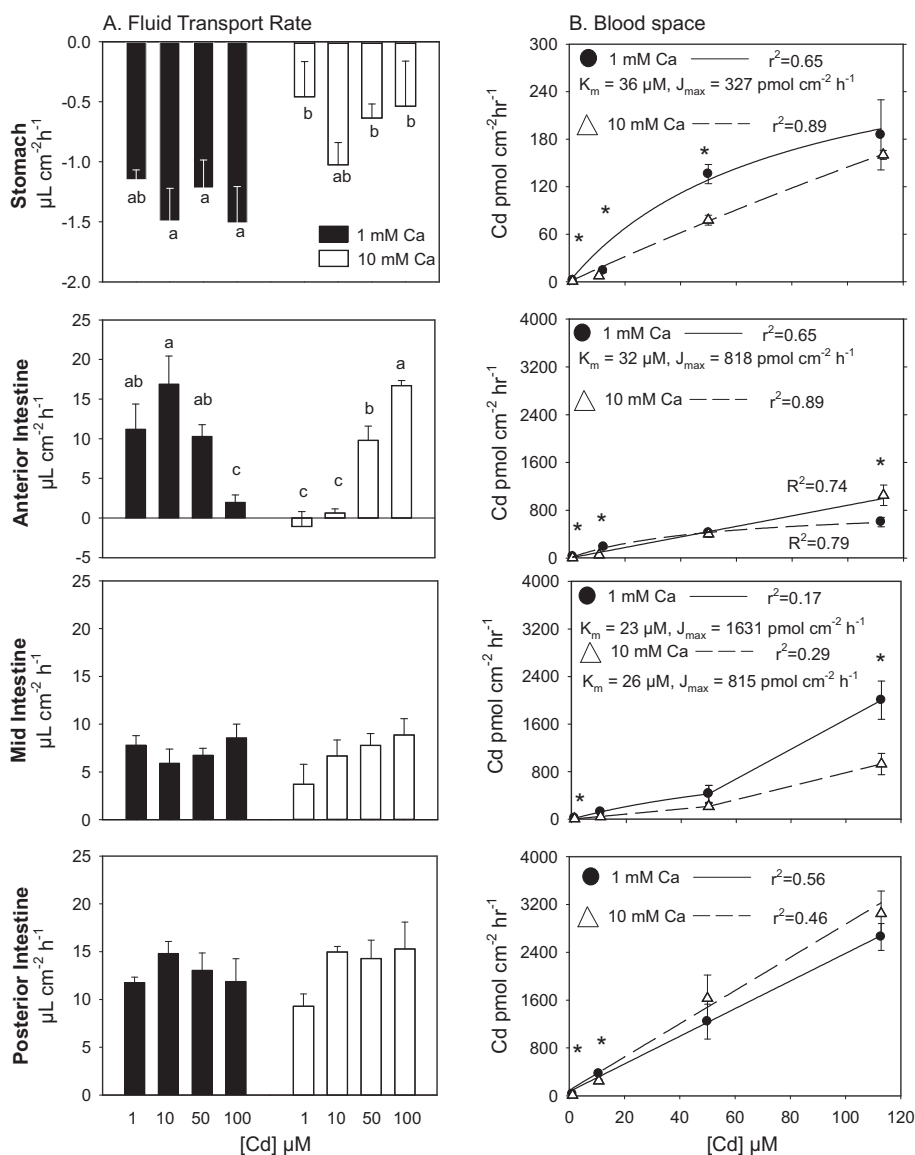 A. Fluid Transport Rate
Stomach
µL cm⁻²h⁻¹
0.0
-0.5
-1.0
-1.5
-2.0
ab
a
a
a
b
ab
b
b
1 mM Ca
10 mM Ca
Anterior Intestine
µL cm⁻² h⁻¹
25
20
15
10
5
0
-5
ab
a
ab
c
c
c
b
a
Mid Intestine
µL cm⁻² h⁻¹
25
20
15
10
5
0
Posterior Intestine
µL cm⁻² h⁻¹
25
20
15
10
5
0
1 10 50 100 1 10 50 100
[Cd] µM
B. Blood space
Cd pmol cm⁻²hr⁻¹
300
240
180
120
60
0
1 mM Ca r²=0.65
Kₘ = 36 µM, Jₘₐₓ = 327 pmol cm⁻² h⁻¹
10 mM Ca r²=0.89
*
*
*
Cd pmol cm⁻² hr⁻¹
4000
3200
2400
1600
800
0
1 mM Ca r²=0.65
Kₘ = 32 µM, Jₘₐₓ = 818 pmol cm⁻² h⁻¹
10 mM Ca r²=0.89
*
*
*
R²=0.74
R²=0.79
Cd pmol cm⁻² hr⁻¹
4000
3200
2400
1600
800
0
1 mM Ca r²=0.17
Kₘ = 23 µM, Jₘₐₓ = 1631 pmol cm⁻² h⁻¹
10 mM Ca r²=0.29
Kₘ = 26 µM, Jₘₐₓ = 815 pmol cm⁻² h⁻¹
*
*
Cd pmol cm⁻² hr⁻¹
4000
3200
2400
1600
800
0
1 mM Ca r²=0.56
10 mM Ca r²=0.46
*
*
0 20 40 60 80 100 120
[Cd] µM